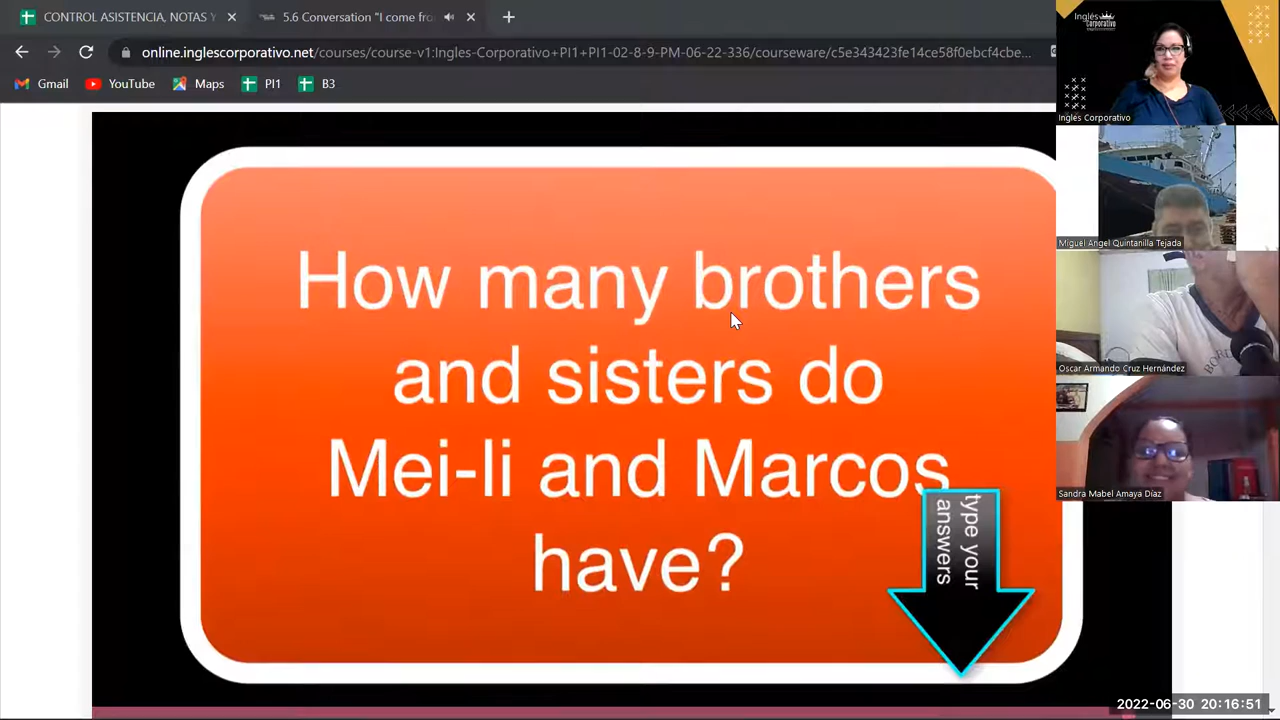 CONTROL ASISTENCIA, NOTAS Y
5.6 Conversation "I come fro
online.inglescorporativo.net/courses/course-v1:Ingles-Corporativo+PI1+PI1-02-8-9-PM-06-22-336/courseware/c5e343423fe14ce58f0ebcf4cbe...
Gmail
YouTube
Maps
PI1
B3
How many brothers
and sisters do
Mei-li and Marcos
have?
type your
answers
Inglés
Corporativo
Inglés Corporativo
Miguel Angel Quintanilla Tejada
Oscar Armando Cruz Hernández
Sandra Mabel Amaya Díaz
2022-06-30 20:16:51